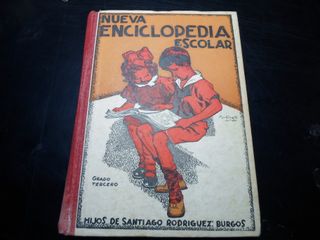 NUEVA
ENCICLOPEDIA
ESCOLAR
GRADO
TERCERO
HIJOS DE SANTIAGO RODRIGUEZ BURGOS